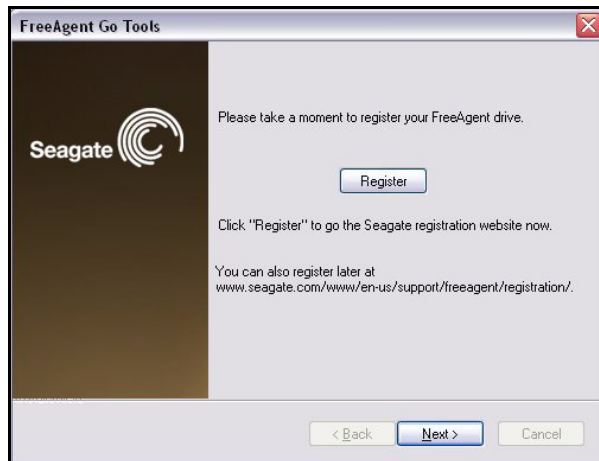 FreeAgent Go Tools
Seagate
Please take a moment to register your FreeAgent drive.
Register
Click "Register" to go the Seagate registration website now.
You can also register later at
www.seagate.com/www/en-us/support/freeagent/registration/.
< Back
Next >
Cancel